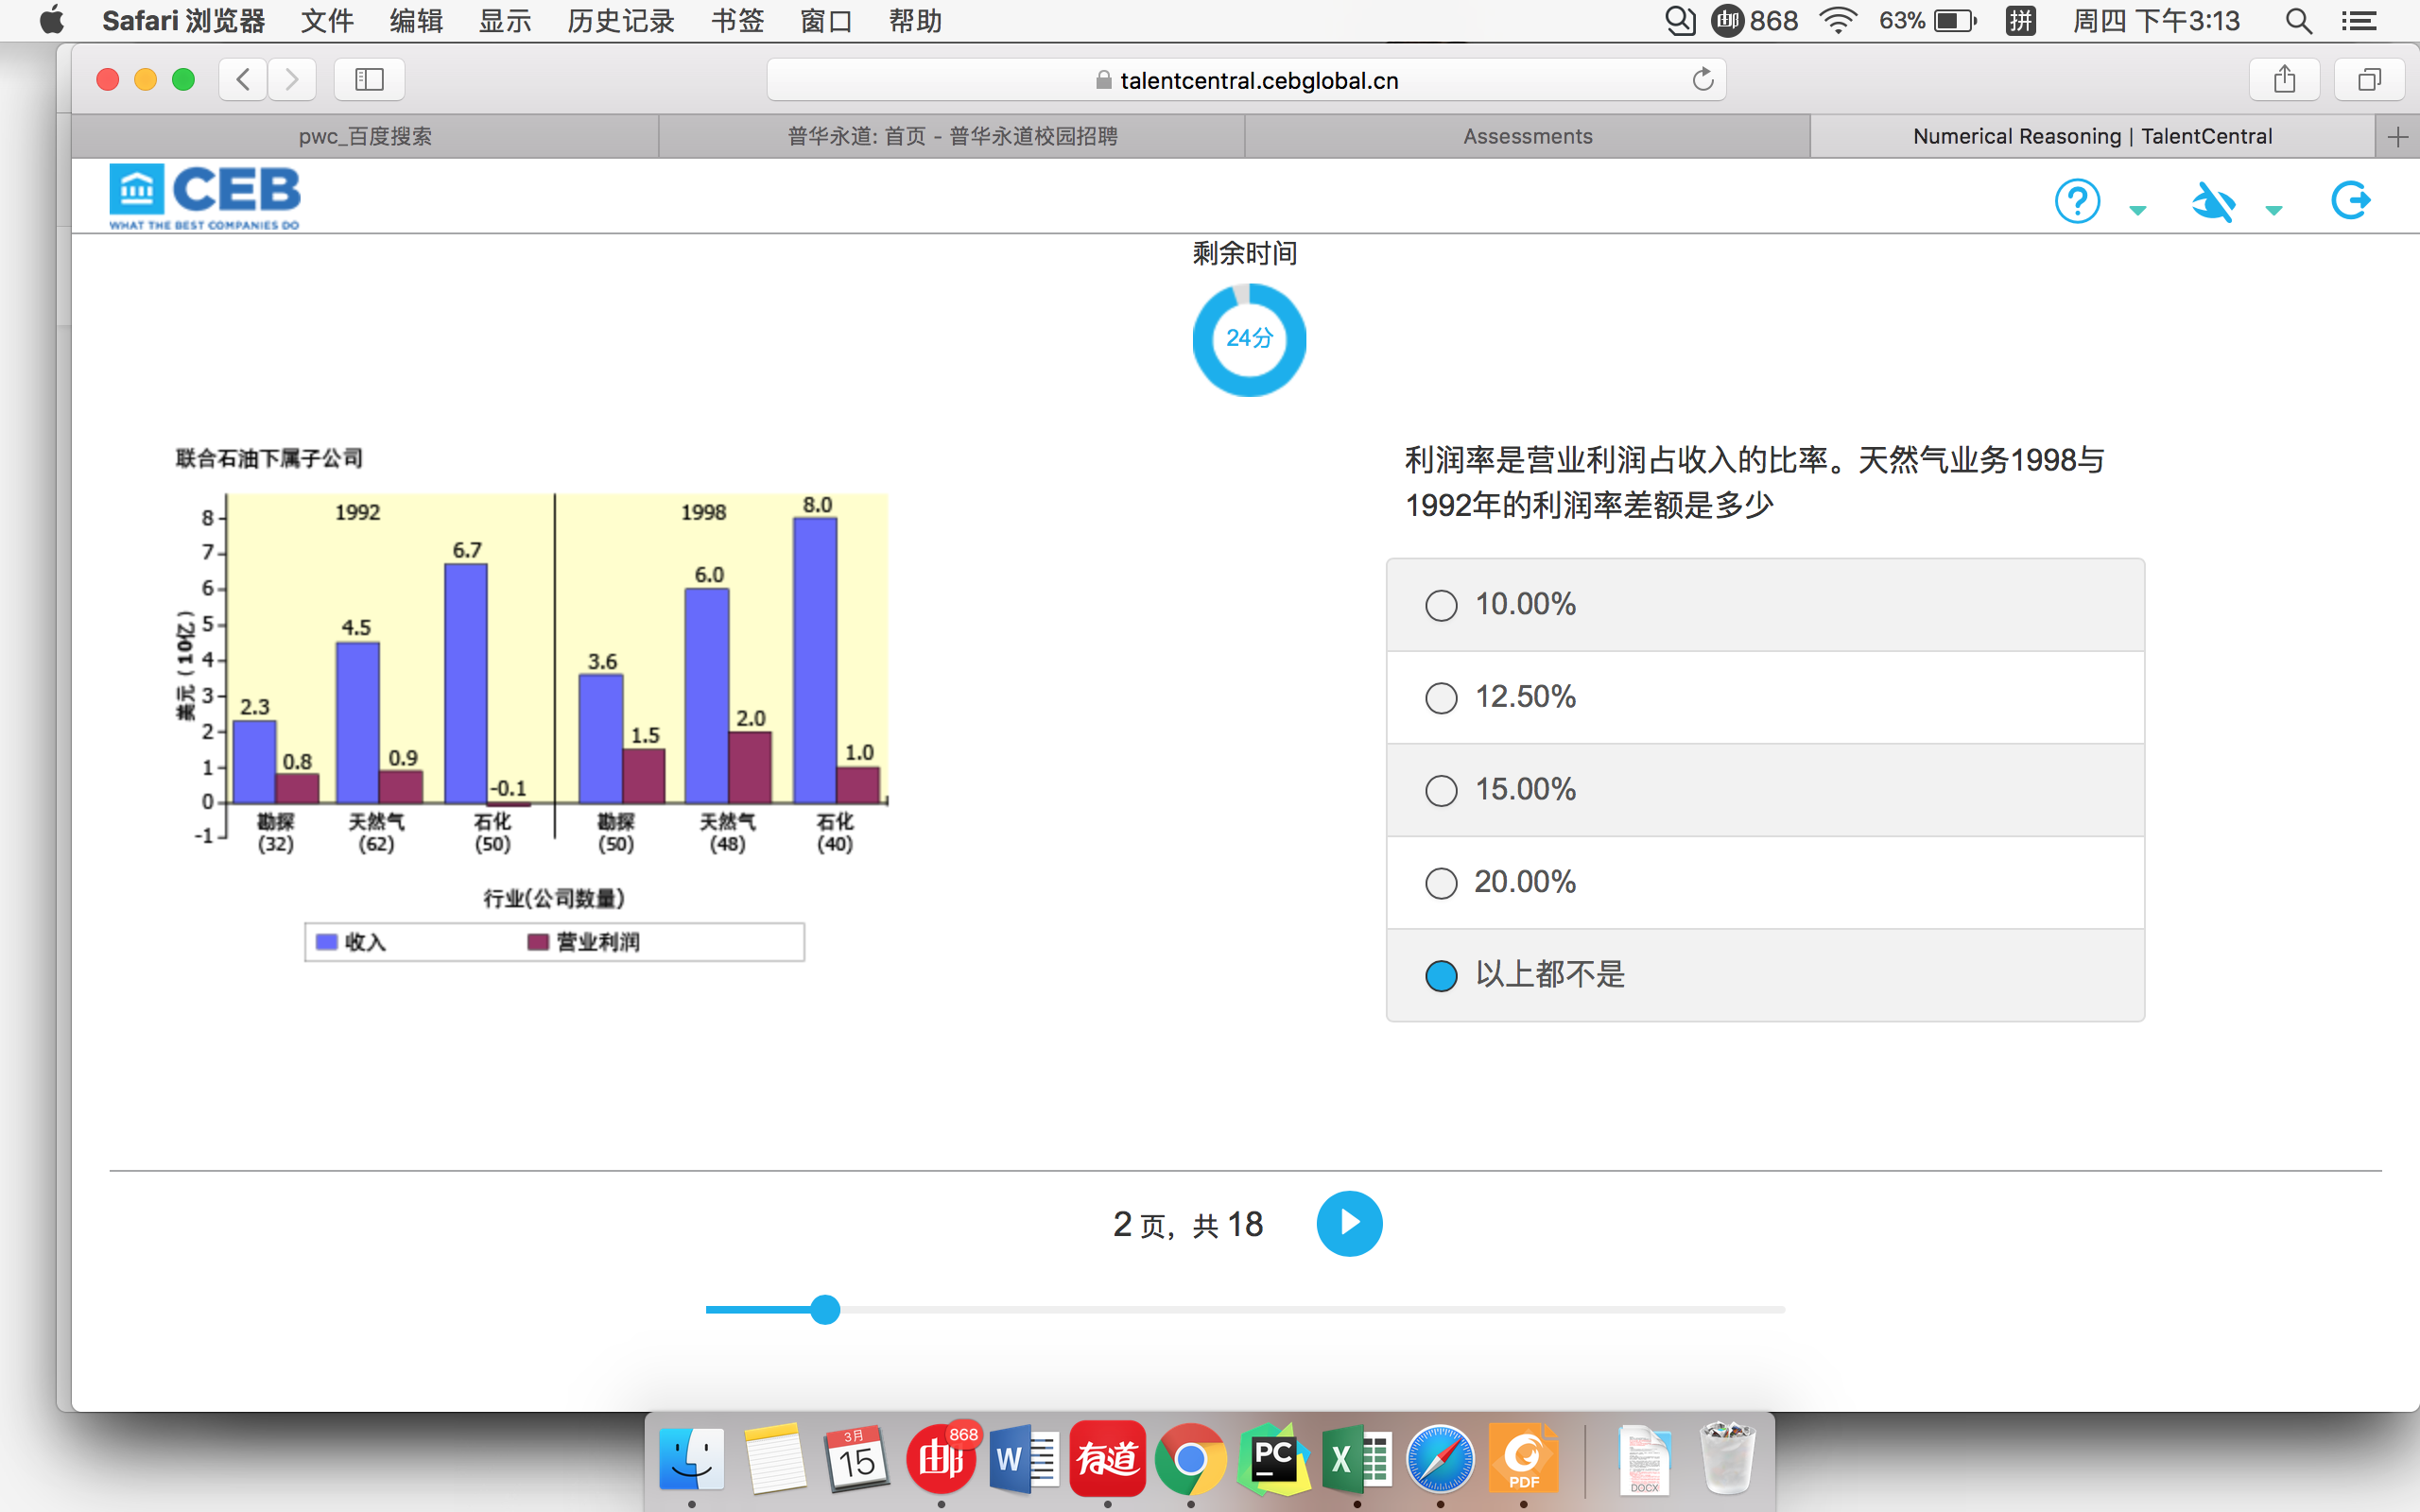 Safari 浏览器 文件 编辑 显示 历史记录 书签 窗口 帮助 868 63% 拼 周四 下午3:13
talentcentral.cebglobal.cn
pwc_百度搜索 普华永道: 首页 - 普华永道校园招聘 Assessments Numerical Reasoning | TalentCentral
CEB
WHAT THE BEST COMPANIES DO
剩余时间
24分
联合石油下属子公司
1992 1998
美元（10亿）
8
7
6
5
4
3
2
1
0
-1
2.3 0.8 4.5 0.9 6.7 -0.1 3.6 1.5 6.0 2.0 8.0 1.0
勘探 天然气 石化 勘探 天然气 石化
(32) (62) (50) (50) (48) (40)
行业(公司数量)
收入 营业利润
利润率是营业利润占收入的比率。天然气业务1998与
1992年的利润率差额是多少
10.00%
12.50%
15.00%
20.00%
以上都不是
2 页，共 18
3月
15
邮
868
W
有道
PC
X
PDF
DOCX